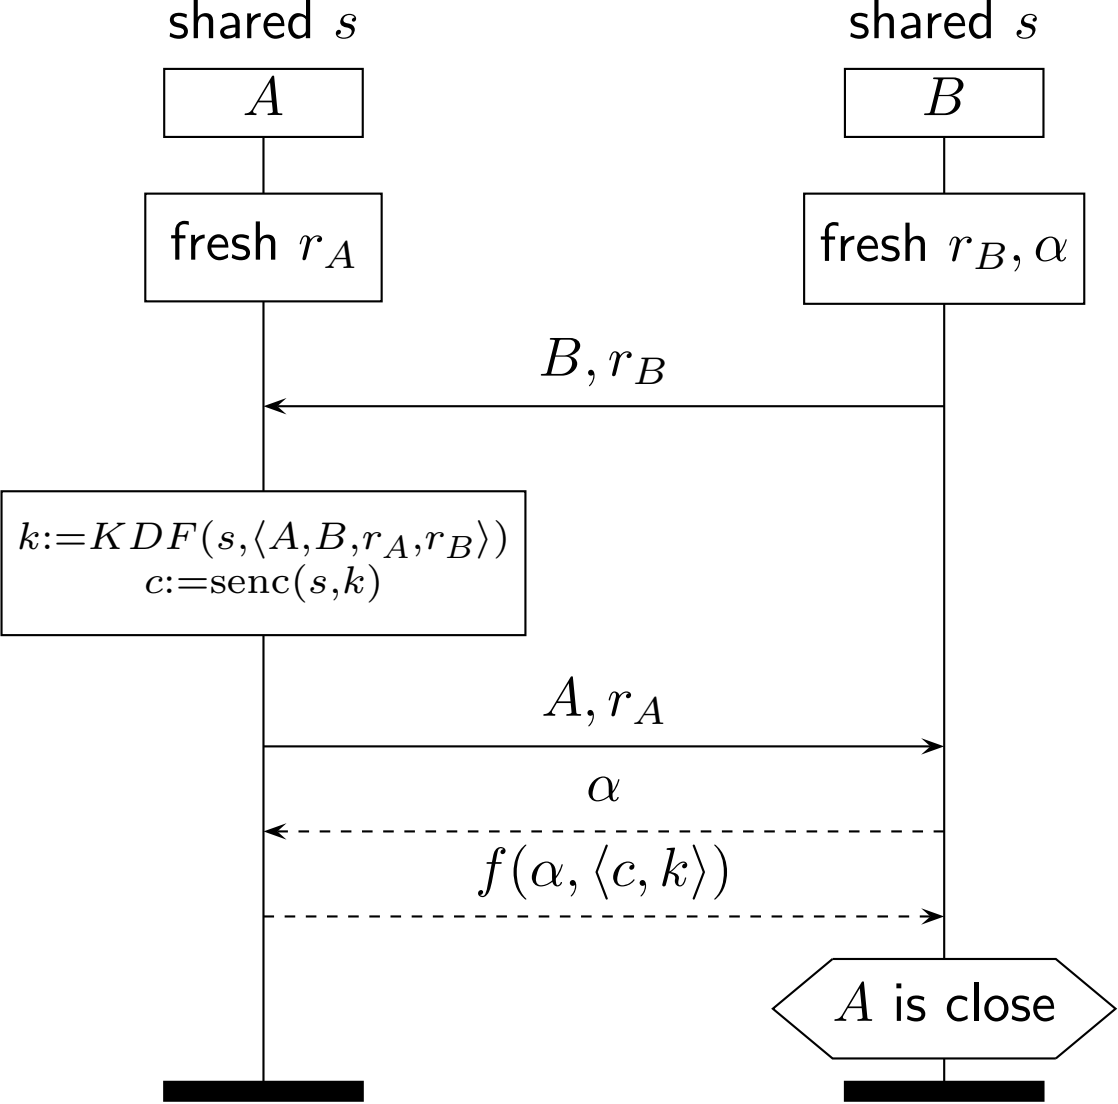 shared s shared s
A B
fresh r_A fresh r_B, α
B, r_B
k:=KDF(s,⟨A,B,r_A,r_B⟩)
c:=senc(s,k)
A, r_A
α
f(α, ⟨c, k⟩)
A is close